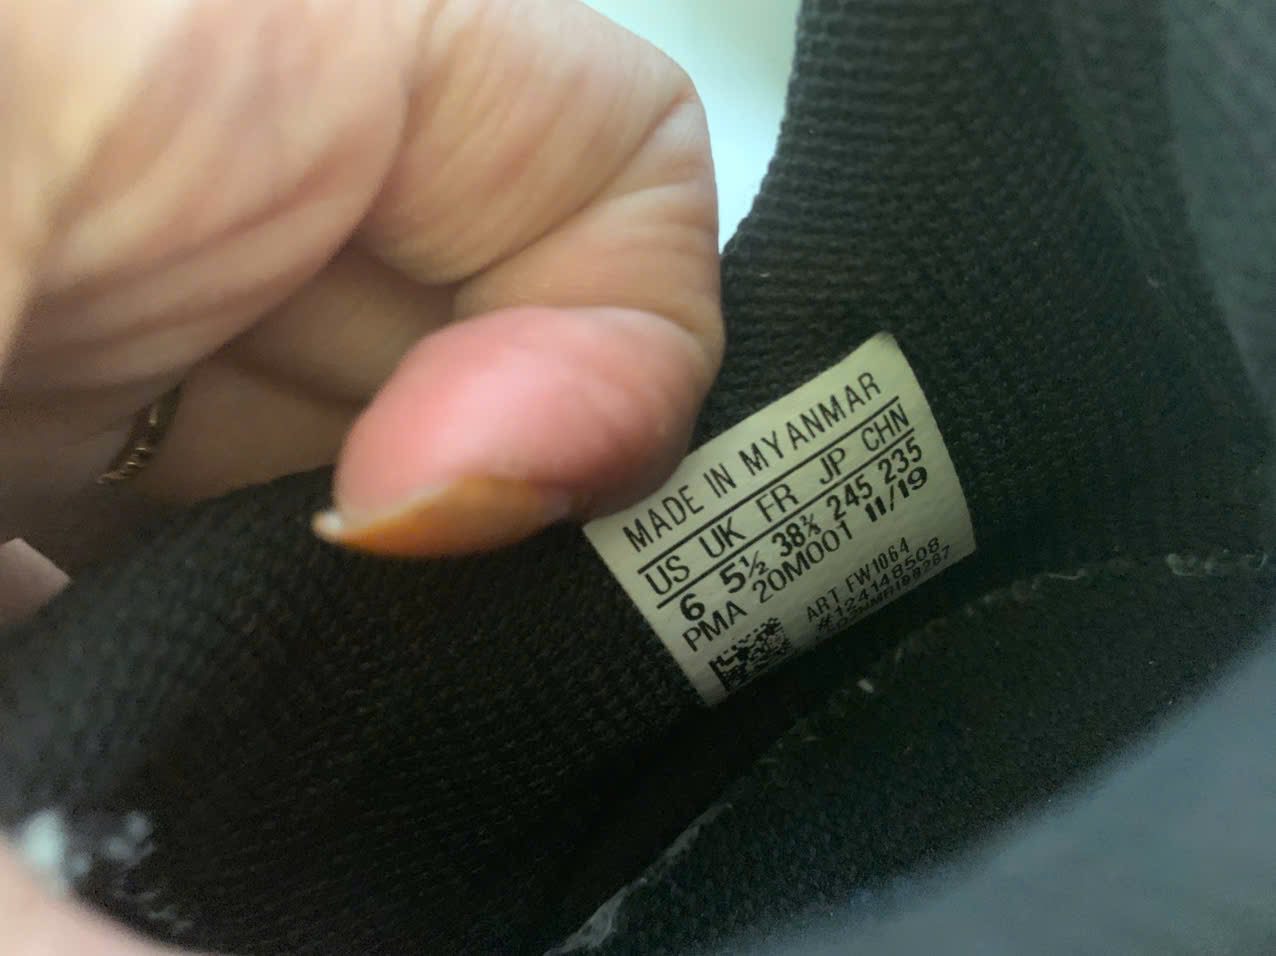 MADE IN MYANMAR
US UK FR JP CHN
6 5½ 38⅔ 245 235
PMA 20M001 11/19
ART FW1064
#124148508